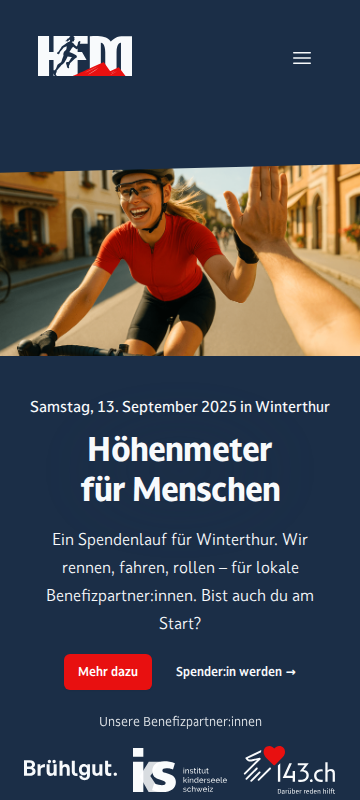 HFM
Samstag, 13. September 2025 in Winterthur
Höhenmeter
für Menschen
Ein Spendenlauf für Winterthur. Wir
rennen, fahren, rollen – für lokale
Benefizpartner:innen. Bist auch du am
Start?
Mehr dazu
Spender:in werden →
Unsere Benefizpartner:innen
Brühlgut.
iks institut
kinderseele
schweiz
143.ch
Darüber reden hilft